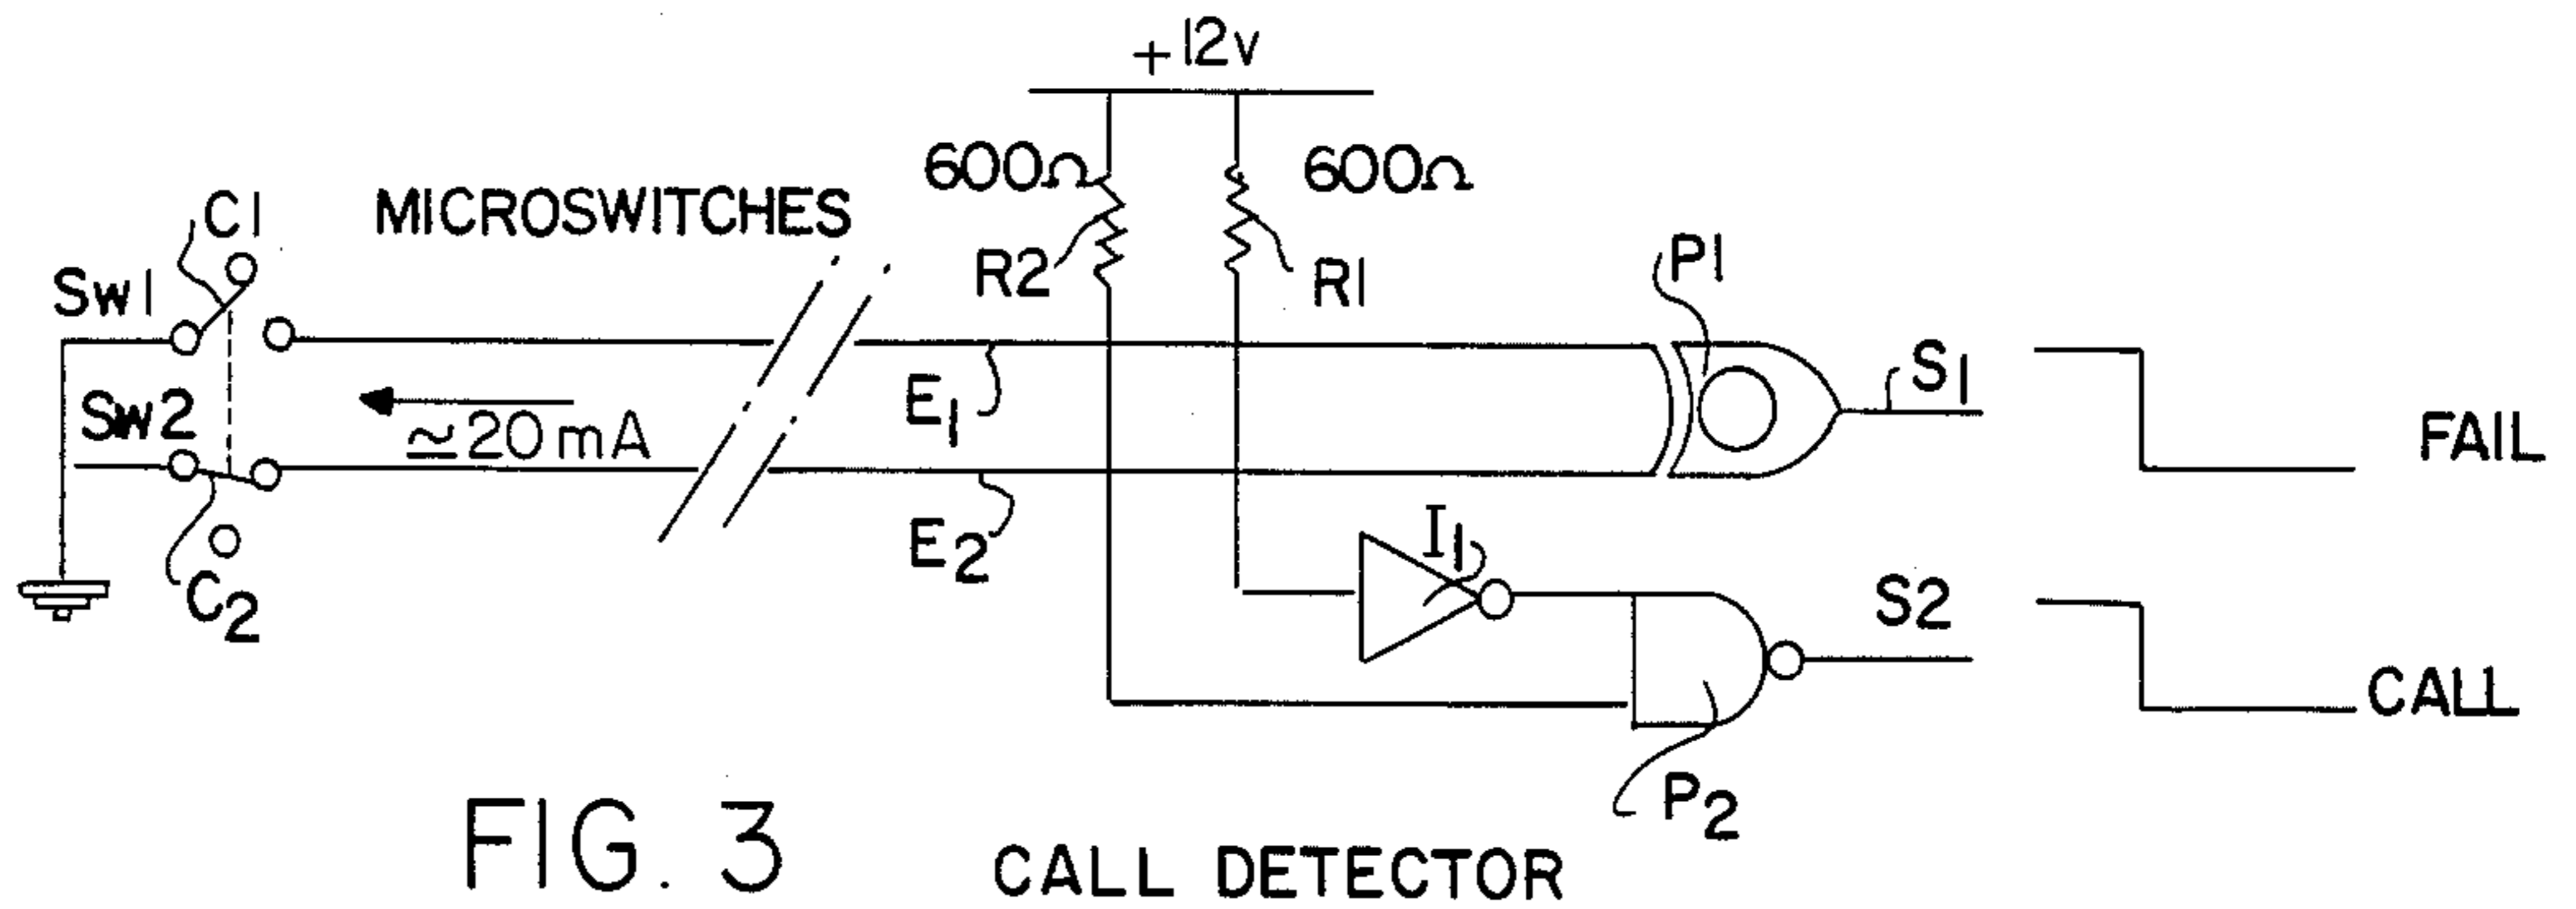 +12v
600Ω
600Ω
C1
MICROSWITCHES
R2
R1
P1
Sw1
E1
S1
Sw2
≃20mA
FAIL
E2
I1
C2
S2
CALL
P2
FIG. 3
CALL DETECTOR